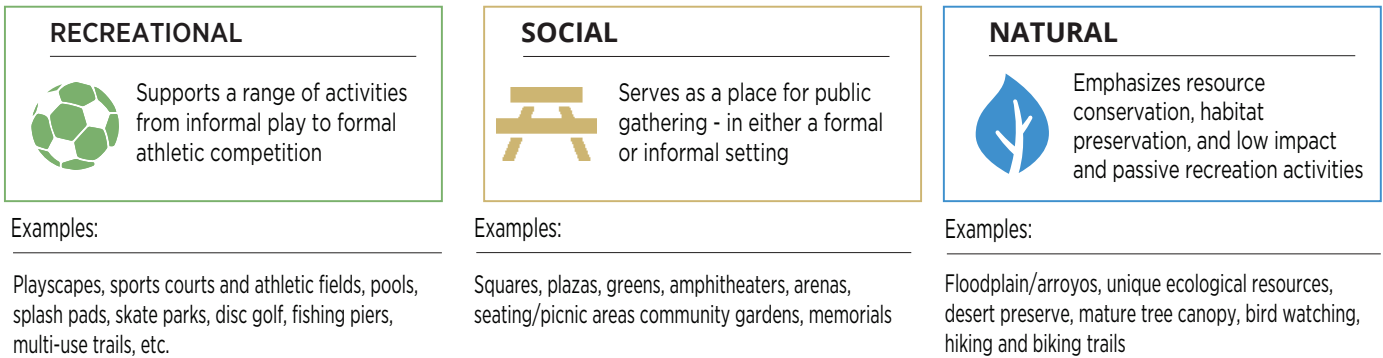 RECREATIONAL
Supports a range of activities
from informal play to formal
athletic competition
Examples:
Playscapes, sports courts and athletic fields, pools,
splash pads, skate parks, disc golf, fishing piers,
multi-use trails, etc.
SOCIAL
Serves as a place for public
gathering - in either a formal
or informal setting
Examples:
Squares, plazas, greens, amphitheaters, arenas,
seating/picnic areas community gardens, memorials
NATURAL
Emphasizes resource
conservation, habitat
preservation, and low impact
and passive recreation activities
Examples:
Floodplain/arroyos, unique ecological resources,
desert preserve, mature tree canopy, bird watching,
hiking and biking trails